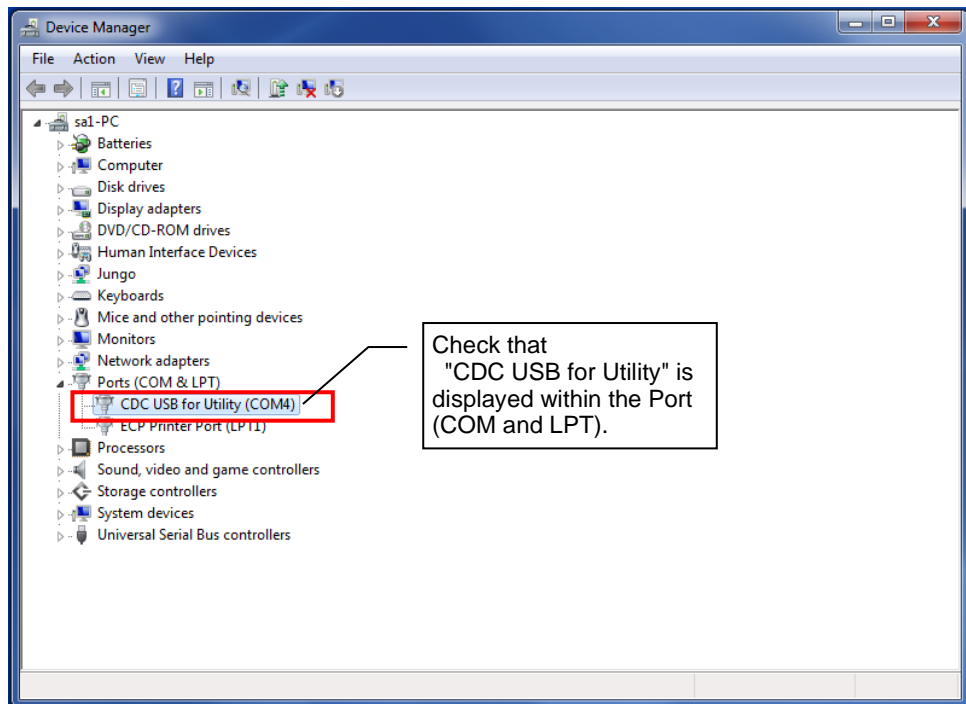 Device Manager
File Action View Help
sa1-PC
Batteries
Computer
Disk drives
Display adapters
DVD/CD-ROM drives
Human Interface Devices
Jungo
Keyboards
Mice and other pointing devices
Monitors
Network adapters
Ports (COM & LPT)
CDC USB for Utility (COM4)
ECP Printer Port (LPT1)
Processors
Sound, video and game controllers
Storage controllers
System devices
Universal Serial Bus controllers
Check that
"CDC USB for Utility" is
displayed within the Port
(COM and LPT).